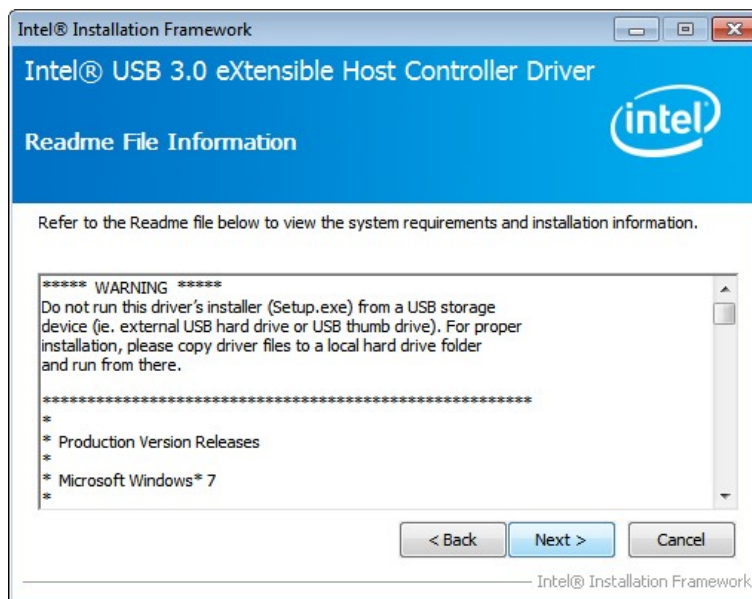 Intel® Installation Framework
Intel® USB 3.0 eXtensible Host Controller Driver
intel
Readme File Information
Refer to the Readme file below to view the system requirements and installation information.
***** WARNING *****
Do not run this driver's installer (Setup.exe) from a USB storage
device (ie. external USB hard drive or USB thumb drive). For proper
installation, please copy driver files to a local hard drive folder
and run from there.
*******************************************************
*
* Production Version Releases
*
* Microsoft Windows* 7
*
< Back
Next >
Cancel
Intel® Installation Framework